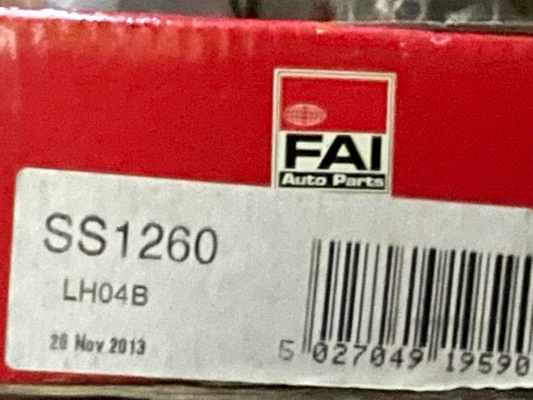 FAI
Auto Parts
SS1260
LH04B
26 Nov 2013
5 027049 19590